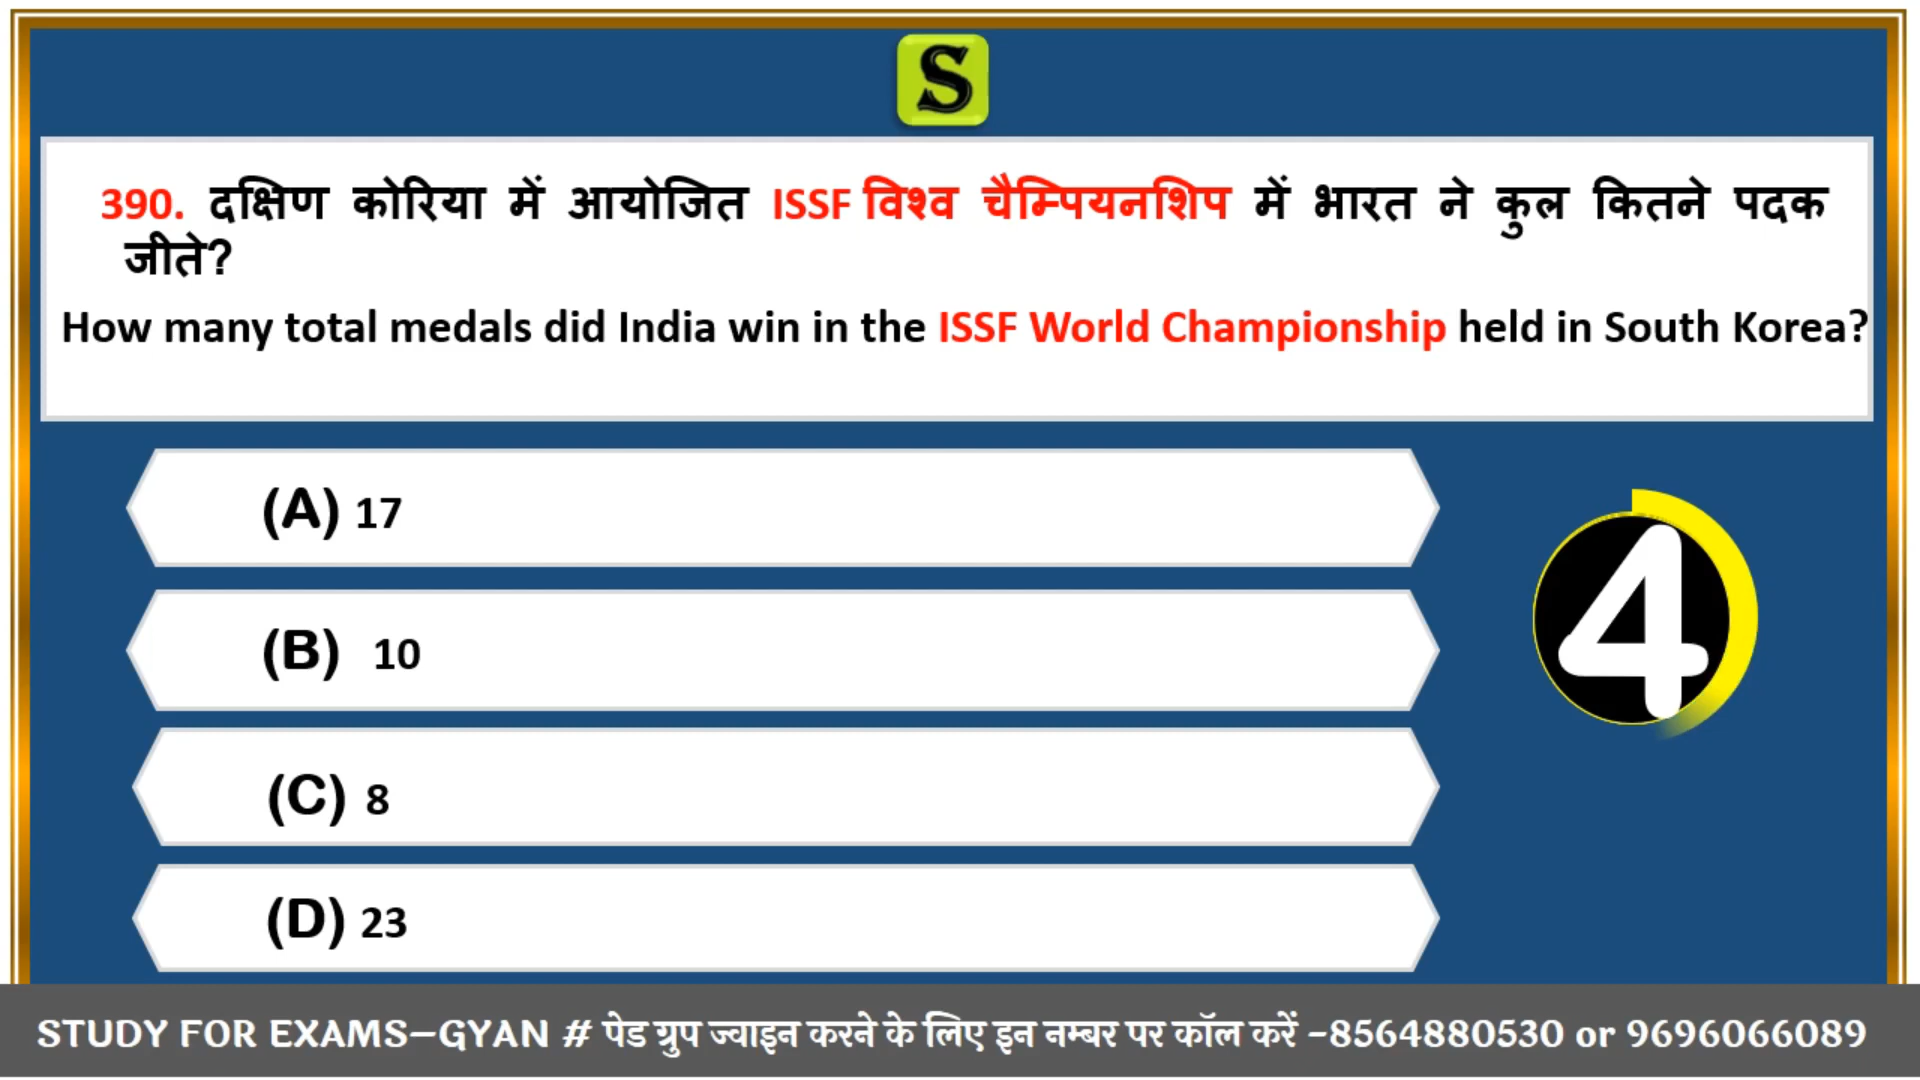 S
390. दक्षिण कोरिया में आयोजित ISSF विश्व चैम्पियनशिप में भारत ने कुल कितने पदक
जीते?
How many total medals did India win in the ISSF World Championship held in South Korea?
(A) 17
(B) 10
4
(C) 8
(D) 23
STUDY FOR EXAMS-GYAN # पेड ग्रुप ज्वाइन करने के लिए इन नम्बर पर कॉल करें -8564880530 or 9696066089